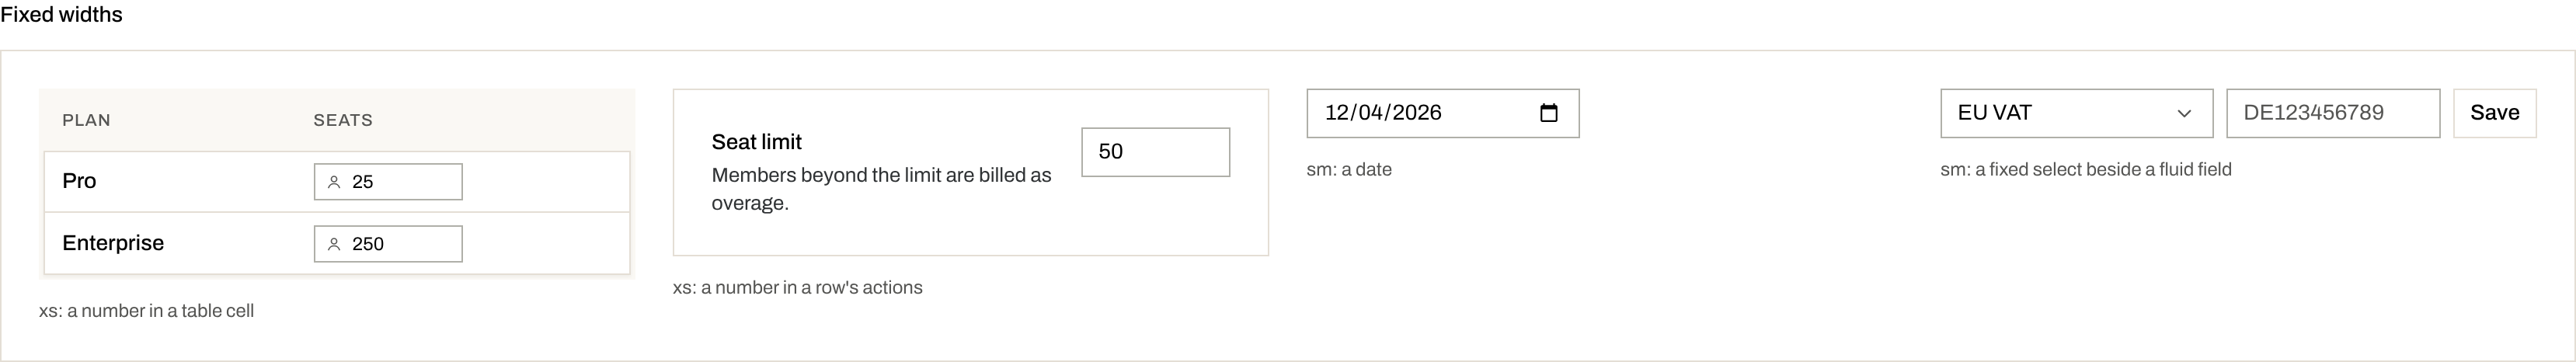 Fixed widths
PLAN SEATS
Pro 25
Enterprise 250
xs: a number in a table cell
Seat limit
Members beyond the limit are billed as
overage.
50
xs: a number in a row's actions
12/04/2026
sm: a date
EU VAT DE123456789 Save
sm: a fixed select beside a fluid field